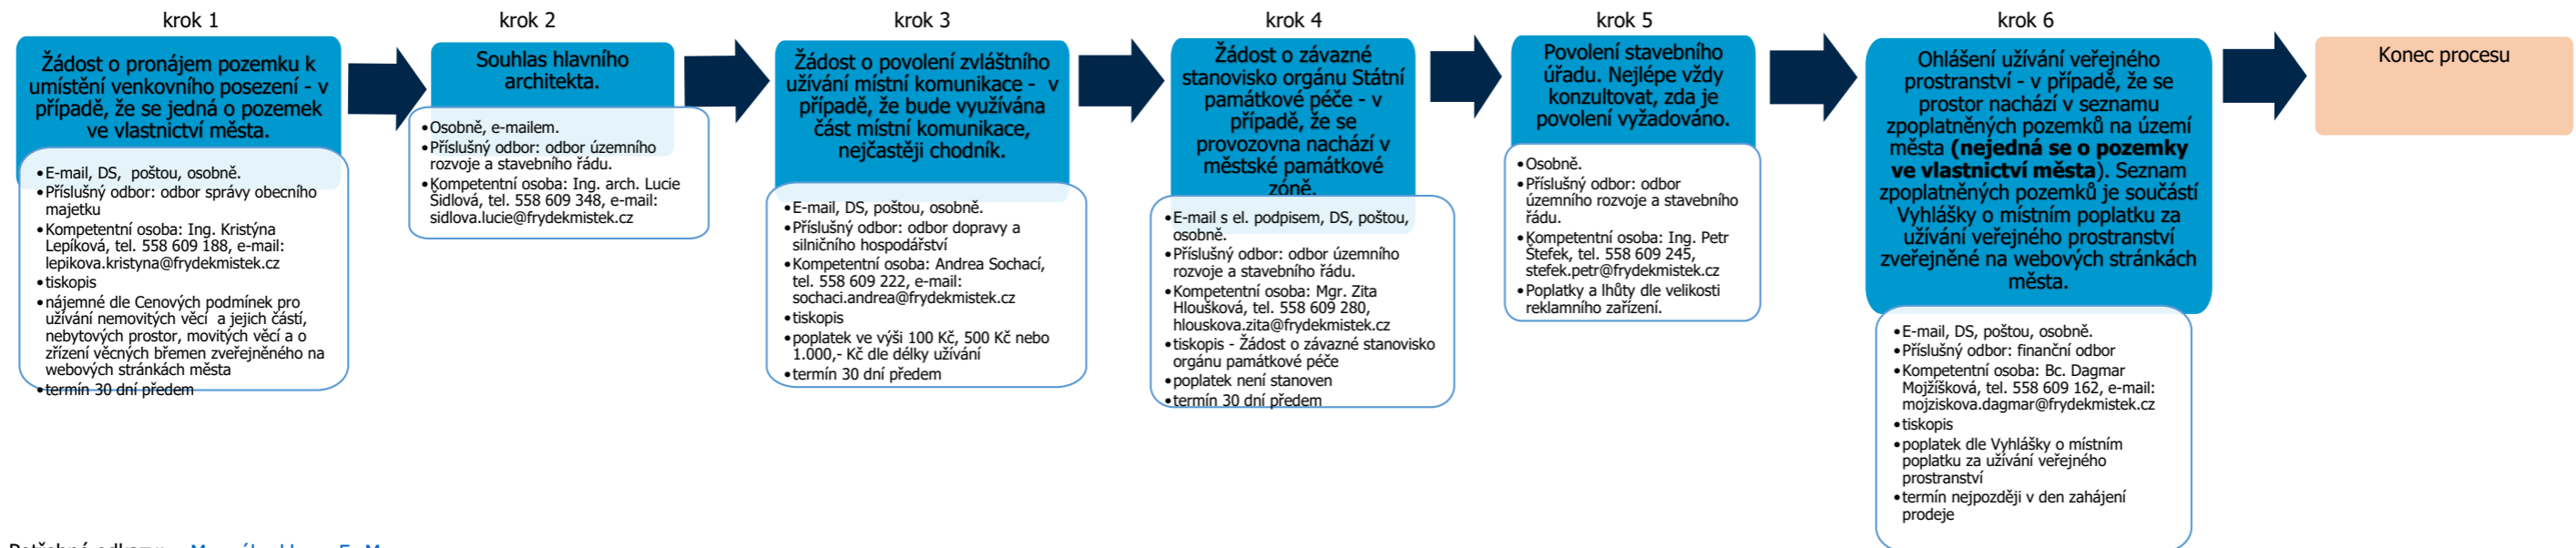 krok 1
Žádost o pronájem pozemku k
umístění venkovního posezení - v
případě, že se jedná o pozemek
ve vlastnictví města.
•E-mail, DS,  poštou, osobně.
•Příslušný odbor: odbor správy obecního
majetku
•Kompetentní osoba: Ing. Kristýna
Lepíková, tel. 558 609 188, e-mail:
lepikova.kristyna@frydekmistek.cz
•tiskopis
•nájemné dle Cenových podmínek pro
užívání nemovitých věcí  a jejich částí,
nebytových prostor, movitých věcí a o
zřízení věcných břemen zveřejněného na
webových stránkách města
•termín 30 dní předem
krok 2
Souhlas hlavního
architekta.
•Osobně, e-mailem.
•Příslušný odbor: odbor územního
rozvoje a stavebního řádu.
•Kompetentní osoba: Ing. arch. Lucie
Šidlová, tel. 558 609 348, e-mail:
sidlova.lucie@frydekmistek.cz
krok 3
Žádost o povolení zvláštního
užívání místní komunikace -  v
případě, že bude využívána
část místní komunikace,
nejčastěji chodník.
•E-mail, DS, poštou, osobně.
•Příslušný odbor: odbor dopravy a
silničního hospodářství
•Kompetentní osoba: Andrea Sochací,
tel. 558 609 222, e-mail:
sochaci.andrea@frydekmistek.cz
•tiskopis
•poplatek ve výši 100 Kč, 500 Kč nebo
1.000,- Kč dle délky užívání
•termín 30 dní předem
krok 4
Žádost o závazné
stanovisko orgánu Státní
památkové péče - v
případě, že se
provozovna nachází v
městské památkové
zóně.
•E-mail s el. podpisem, DS, poštou,
osobně.
•Příslušný odbor: odbor územního
rozvoje a stavebního řádu.
•Kompetentní osoba: Mgr. Zita
Hloušková, tel. 558 609 280,
hlouskova.zita@frydekmistek.cz
•tiskopis - Žádost o závazné stanovisko
orgánu památkové péče
•poplatek není stanoven
•termín 30 dní předem
krok 5
Povolení stavebního
úřadu. Nejlépe vždy
konzultovat, zda je
povolení vyžadováno.
•Osobně.
•Příslušný odbor: odbor
územního rozvoje a stavebního
řádu.
•Kompetentní osoba: Ing. Petr
Štefek, tel. 558 609 245,
stefek.petr@frydekmistek.cz
•Poplatky a lhůty dle velikosti
reklamního zařízení.
krok 6
Ohlášení užívání veřejného
prostranství - v případě, že se
prostor nachází v seznamu
zpoplatněných pozemků na území
města (nejedná se o pozemky
ve vlastnictví města). Seznam
zpoplatněných pozemků je součástí
Vyhlášky o místním poplatku za
užívání veřejného prostranství
zveřejněné na webových stránkách
města.
•E-mail, DS, poštou, osobně.
•Příslušný odbor: finanční odbor
•Kompetentní osoba: Bc. Dagmar
Mojžíšková, tel. 558 609 162, e-mail:
mojziskova.dagmar@frydekmistek.cz
•tiskopis
•poplatek dle Vyhlášky o místním
poplatku za užívání veřejného
prostranství
•termín nejpozději v den zahájení
prodeje
Konec procesu